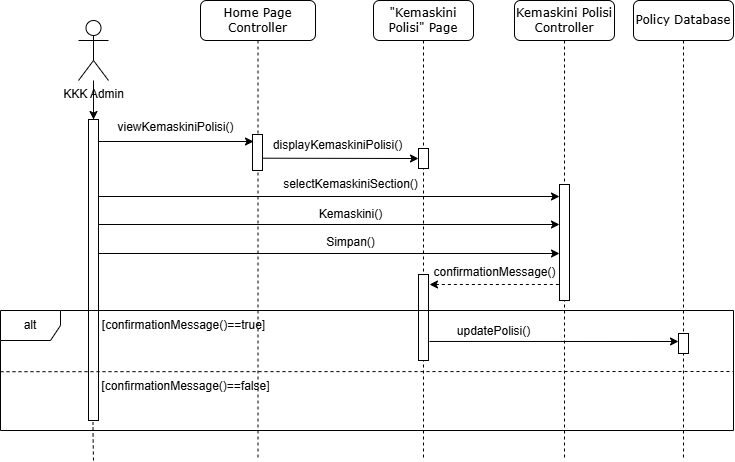 Home Page
Controller
"Kemaskini
Polisi" Page
Kemaskini Polisi
Controller
Policy Database
KKK Admin
viewKemaskiniPolisi()
displayKemaskiniPolisi()
selectKemaskiniSection()
Kemaskini()
Simpan()
confirmationMessage()
alt
[confirmationMessage()==true]
updatePolisi()
[confirmationMessage()==false]